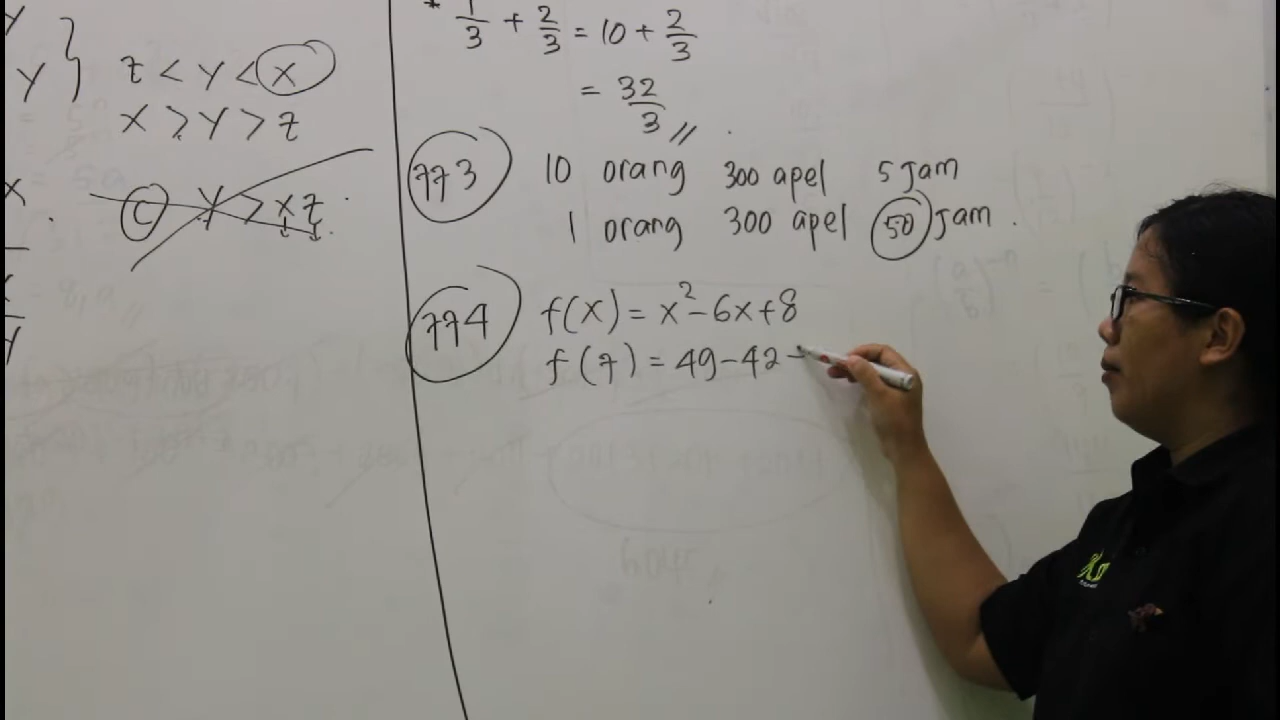 Y
Y } z < y < x
x > y > z
x
C y > xz
Y
* 1/3 + 2/3 = 10 + 2/3
= 32/3 //
773 10 orang 300 apel 5 jam
1 orang 300 apel 50 jam
774 f(x) = x² - 6x + 8
f(7) = 49 - 42 -